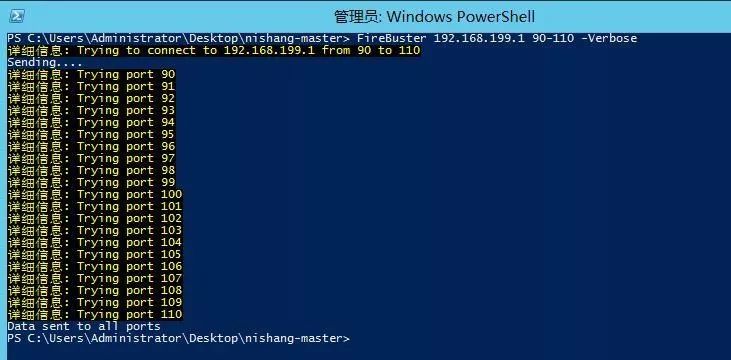 管理员: Windows PowerShell
PS C:\Users\Administrator\Desktop\nishang-master> FireBuster 192.168.199.1 90-110 -Verbose
详细信息: Trying to connect to 192.168.199.1 from 90 to 110
Sending....
详细信息: Trying port 90
详细信息: Trying port 91
详细信息: Trying port 92
详细信息: Trying port 93
详细信息: Trying port 94
详细信息: Trying port 95
详细信息: Trying port 96
详细信息: Trying port 97
详细信息: Trying port 98
详细信息: Trying port 99
详细信息: Trying port 100
详细信息: Trying port 101
详细信息: Trying port 102
详细信息: Trying port 103
详细信息: Trying port 104
详细信息: Trying port 105
详细信息: Trying port 106
详细信息: Trying port 107
详细信息: Trying port 108
详细信息: Trying port 109
详细信息: Trying port 110
Data sent to all ports
PS C:\Users\Administrator\Desktop\nishang-master>